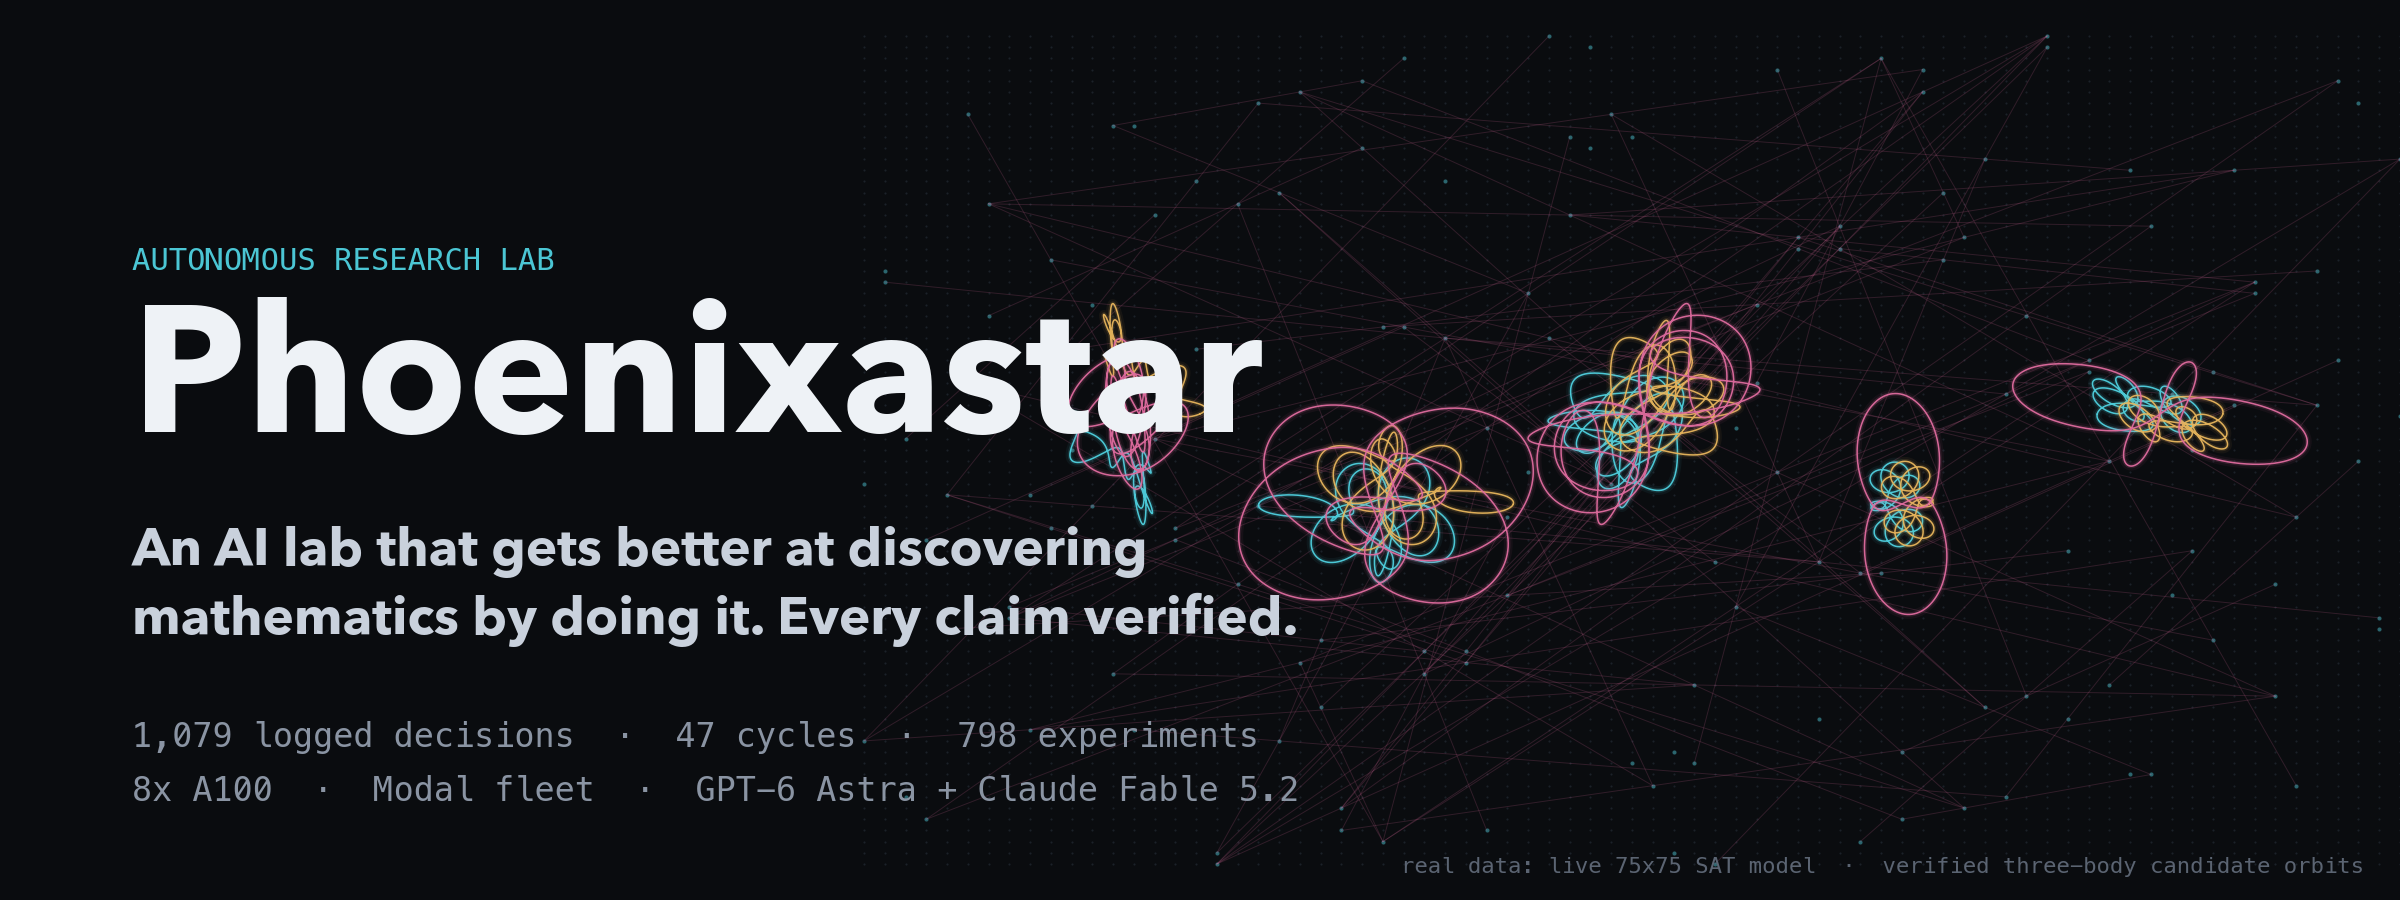 AUTONOMOUS RESEARCH LAB
Phoenixastar
An AI lab that gets better at discovering
mathematics by doing it. Every claim verified.
1,079 logged decisions · 47 cycles · 798 experiments
8x A100 · Modal fleet · GPT−6 Astra + Claude Fable 5.2
real data: live 75x75 SAT model · verified three−body candidate orbits